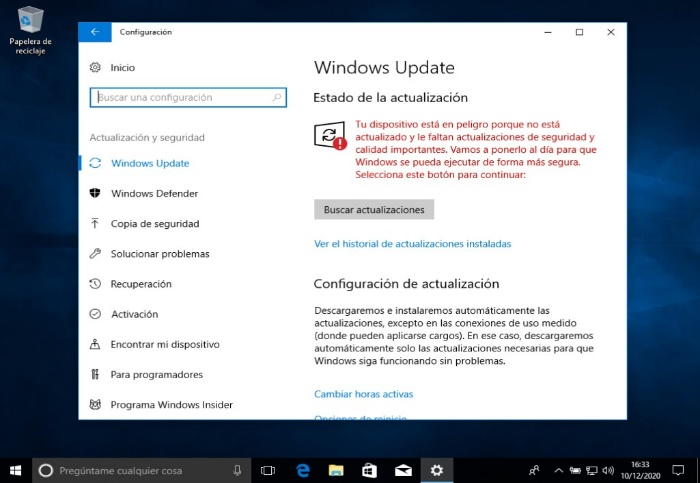 Papelera de
reciclaje
Configuración
Inicio
Buscar una configuración
Actualización y seguridad
Windows Update
Windows Defender
Copia de seguridad
Solucionar problemas
Recuperación
Activación
Encontrar mi dispositivo
Para programadores
Programa Windows Insider
Windows Update
Estado de la actualización
Tu dispositivo está en peligro porque no está
actualizado y le faltan actualizaciones de seguridad y
calidad importantes. Vamos a ponerlo al día para que
Windows se pueda ejecutar de forma más segura.
Selecciona este botón para continuar:
Buscar actualizaciones
Ver el historial de actualizaciones instaladas
Configuración de actualización
Descargaremos e instalaremos automáticamente las
actualizaciones, excepto en las conexiones de uso medido
(donde pueden aplicarse cargos). En ese caso, descargaremos
automáticamente solo las actualizaciones necesarias para que
Windows siga funcionando sin problemas.
Cambiar horas activas
Opciones de reinicio
Pregúntame cualquier cosa
16:33
10/12/2020